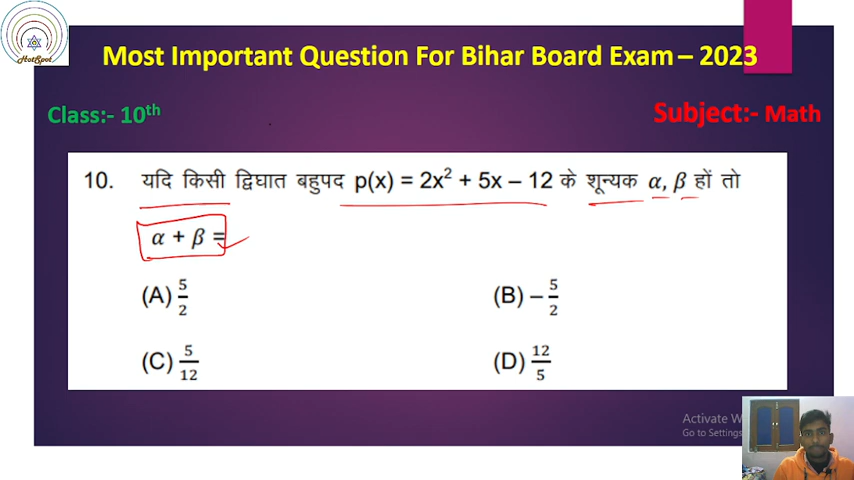 HotRoot
Most Important Question For Bihar Board Exam – 2023
Class:- 10th
Subject:- Math
10. यदि किसी द्विघात बहुपद p(x) = 2x² + 5x – 12 के शून्यक α, β हों तो
α + β =
(A) 5/2
(B) – 5/2
(C) 5/12
(D) 12/5
Activate W
Go to Settings